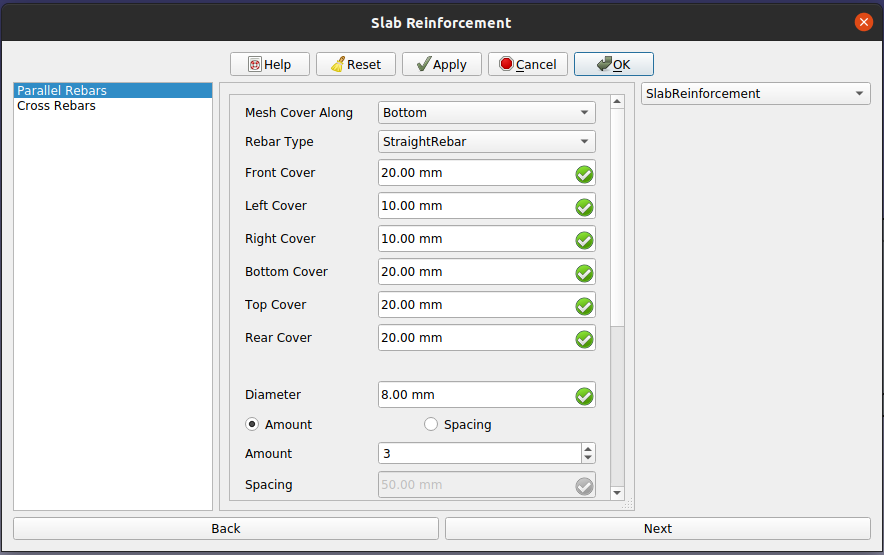 Slab Reinforcement
Help Reset Apply Cancel OK
Parallel Rebars
Cross Rebars
Mesh Cover Along Bottom
Rebar Type StraightRebar
Front Cover 20.00 mm
Left Cover 10.00 mm
Right Cover 10.00 mm
Bottom Cover 20.00 mm
Top Cover 20.00 mm
Rear Cover 20.00 mm
Diameter 8.00 mm
Amount Spacing
Amount 3
Spacing 50.00 mm
SlabReinforcement
Back Next